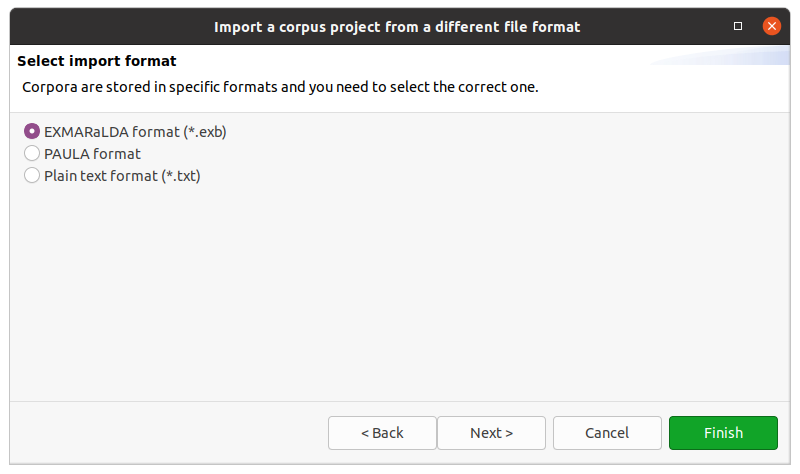 Import a corpus project from a different file format
Select import format
Corpora are stored in specific formats and you need to select the correct one.
EXMARaLDA format (*.exb)
PAULA format
Plain text format (*.txt)
< Back Next > Cancel Finish